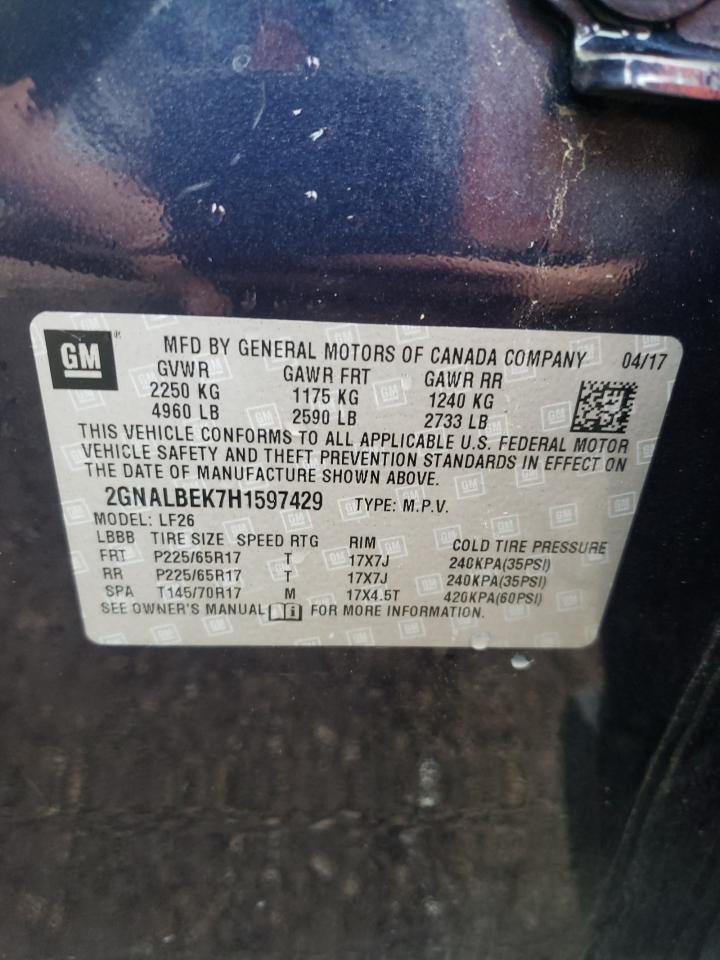 GM ®
MFD BY GENERAL MOTORS OF CANADA COMPANY 04/17
GVWR GAWR FRT GAWR RR
2250 KG 1175 KG 1240 KG
4960 LB 2590 LB 2733 LB
THIS VEHICLE CONFORMS TO ALL APPLICABLE U.S. FEDERAL MOTOR
VEHICLE SAFETY AND THEFT PREVENTION STANDARDS IN EFFECT ON
THE DATE OF MANUFACTURE SHOWN ABOVE.
2GNALBEK7H1597429 TYPE: M.P.V.
MODEL: LF26
LBBB TIRE SIZE SPEED RTG RIM COLD TIRE PRESSURE
FRT P225/65R17 T 17X7J 240KPA(35PSI)
RR P225/65R17 T 17X7J 240KPA(35PSI)
SPA T145/70R17 M 17X4.5T 420KPA(60PSI)
SEE OWNER'S MANUAL i FOR MORE INFORMATION.